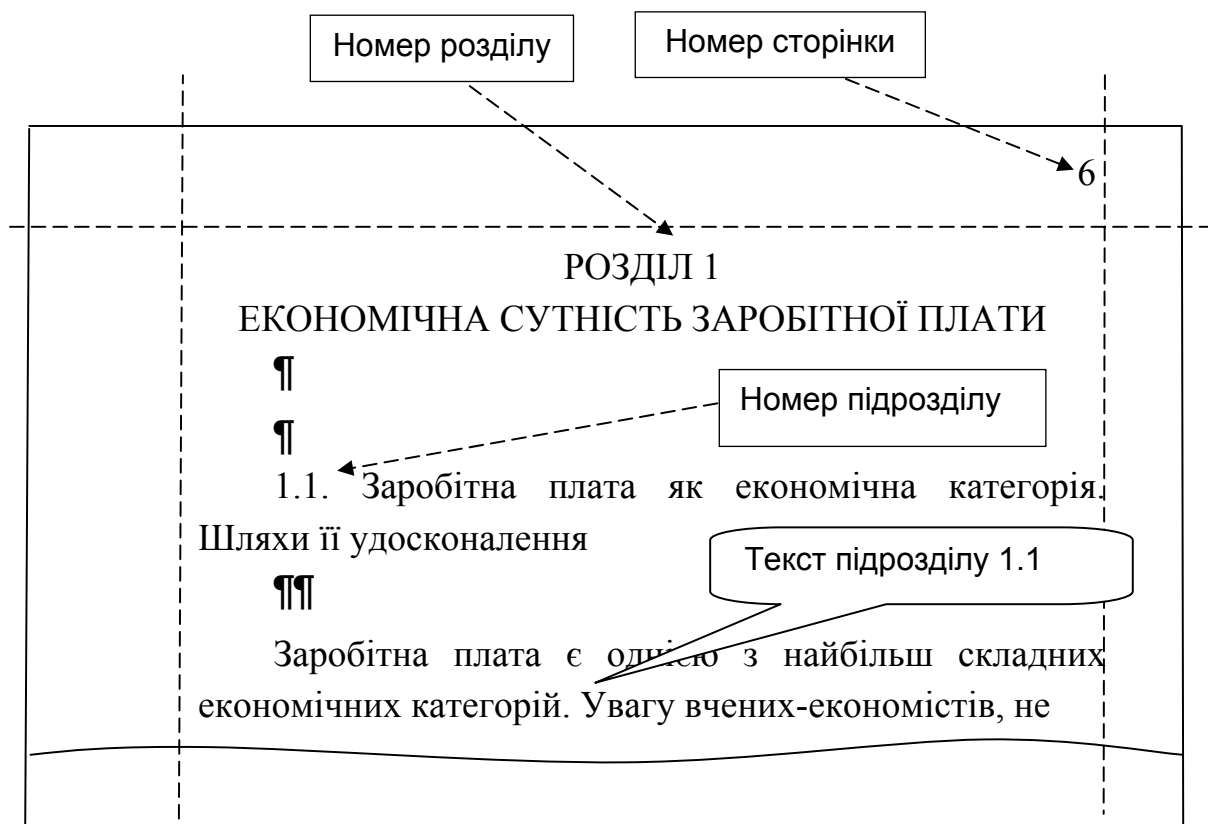 Номер розділу
Номер сторінки
6
РОЗДІЛ 1
ЕКОНОМІЧНА СУТНІСТЬ ЗАРОБІТНОЇ ПЛАТИ
¶
Номер підрозділу
¶
1.1. Заробітна плата як економічна категорія.
Шляхи її удосконалення
Текст підрозділу 1.1
¶¶
Заробітна плата є однією з найбільш складних
економічних категорій. Увагу вчених-економістів, не